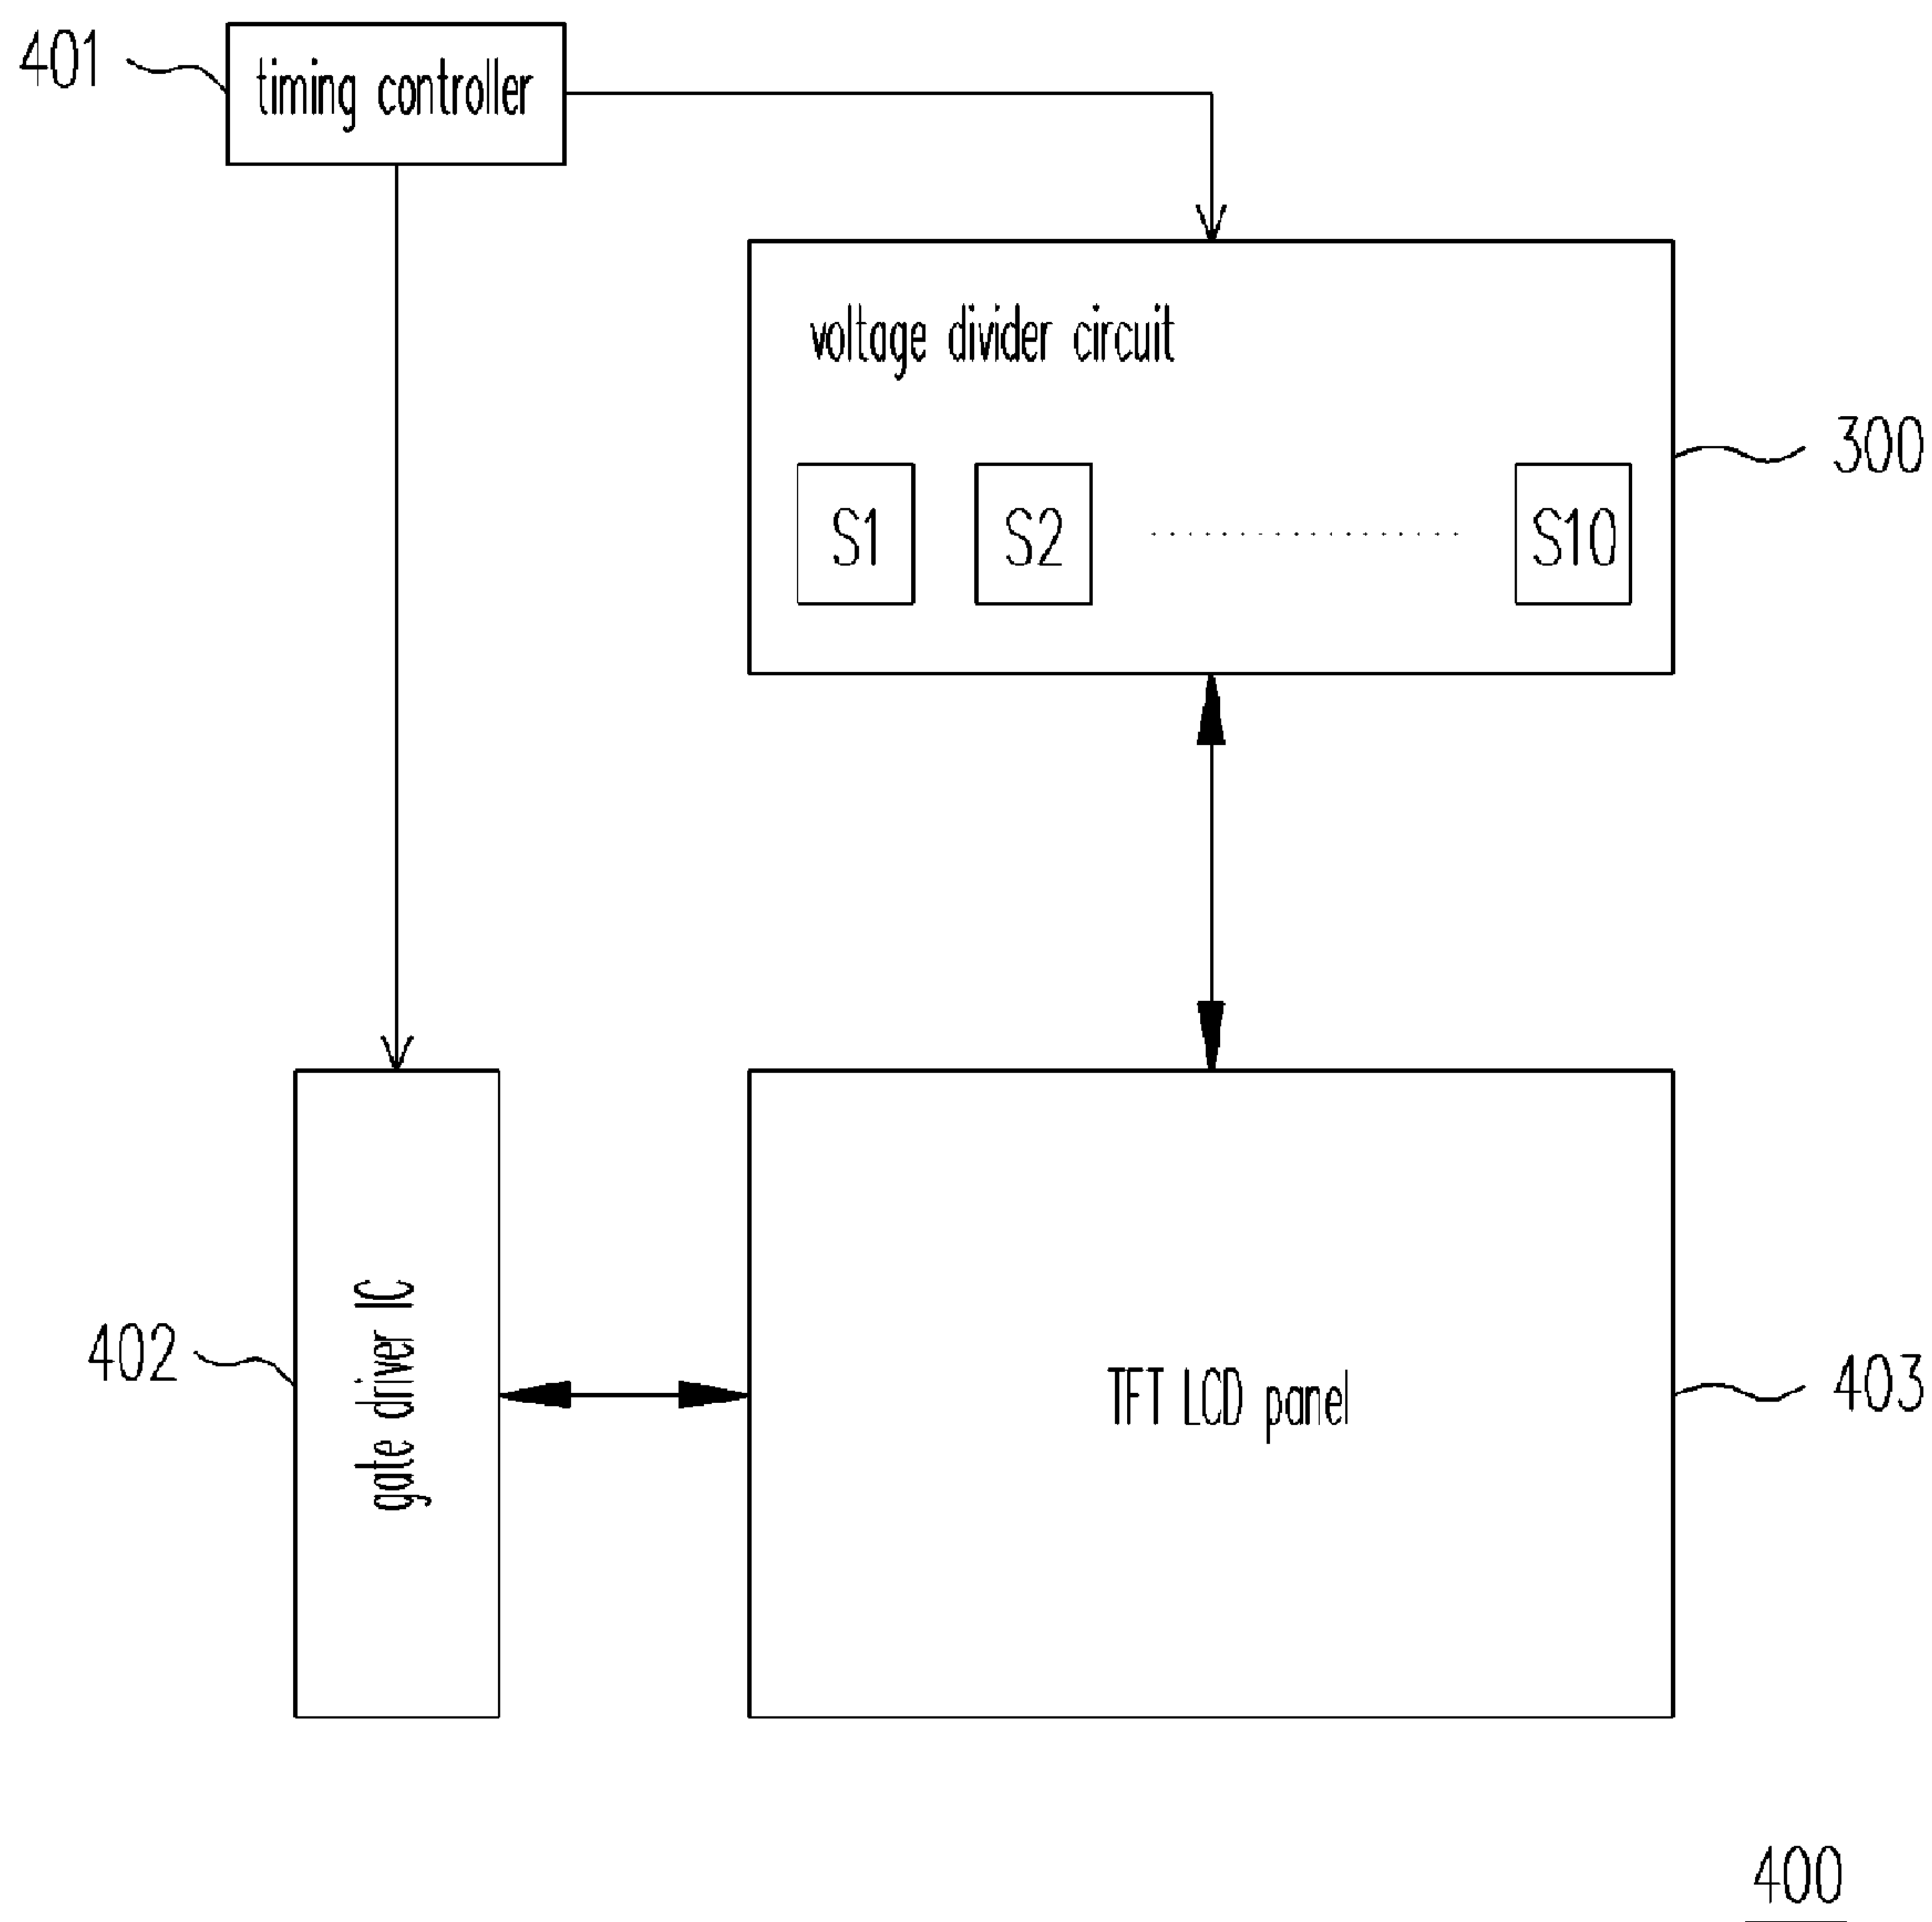 401
timing controller
voltage divider circuit
300
S1
S2
S10
gate driver IC
402
TFT LCD panel
403
400